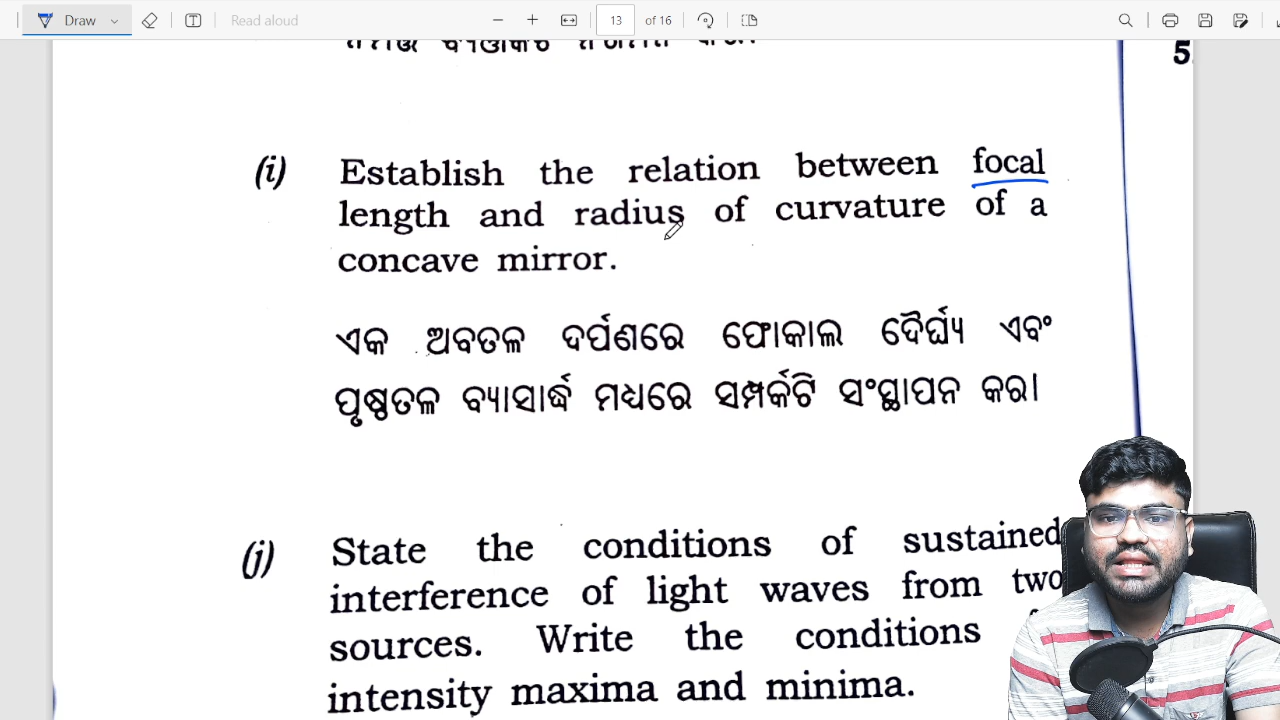 Draw
Read aloud
13 of 16
5
(i) Establish the relation between focal
length and radius of curvature of a
concave mirror.
ଏକ ଅବତଳ ଦର୍ପଣରେ ଫୋକାଲ ଦୈର୍ଘ୍ୟ ଏବଂ
ପୃଷ୍ଠତଳ ବ୍ୟାସାର୍ଦ୍ଧ ମଧ୍ୟରେ ସମ୍ପର୍କଟି ସଂସ୍ଥାପନ କର।
(j) State the conditions of sustained
interference of light waves from two
sources. Write the conditions
intensity maxima and minima.